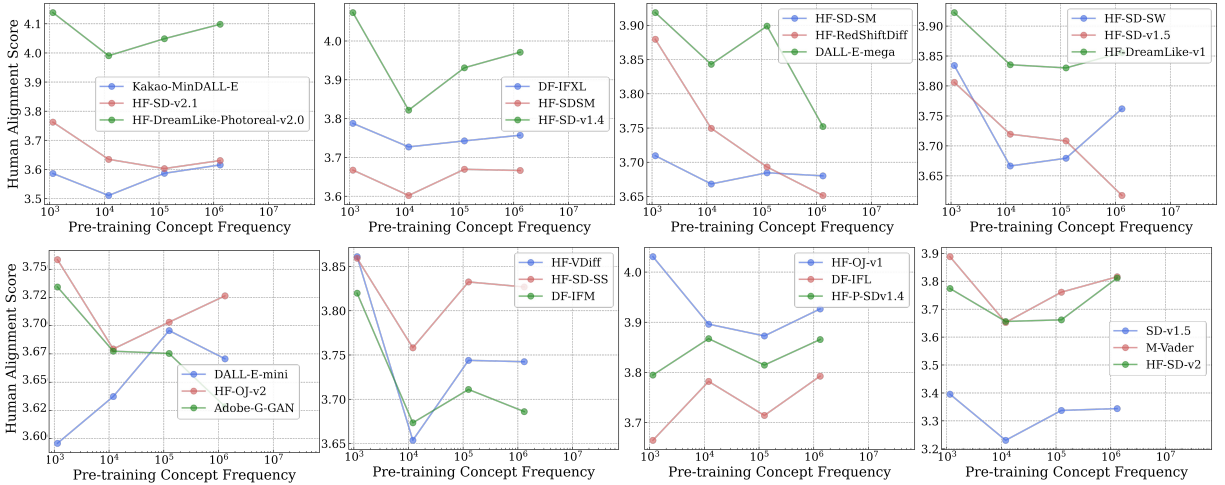 Human Alignment Score
4.1
4.0
3.9
3.8
3.7
3.6
3.5
10³
10⁴
10⁵
10⁶
10⁷
Kakao-MinDALL-E
HF-SD-v2.1
HF-DreamLike-Photoreal-v2.0
Pre-training Concept Frequency
4.0
3.9
3.8
3.7
3.6
10³
10⁴
10⁵
10⁶
10⁷
DF-IFXL
HF-SDSM
HF-SD-v1.4
Pre-training Concept Frequency
3.90
3.85
3.80
3.75
3.70
3.65
10³
10⁴
10⁵
10⁶
10⁷
HF-SD-SM
HF-RedShiftDiff
DALL-E-mega
Pre-training Concept Frequency
3.90
3.85
3.80
3.75
3.70
3.65
10³
10⁴
10⁵
10⁶
10⁷
HF-SD-SW
HF-SD-v1.5
HF-DreamLike-v1
Pre-training Concept Frequency
Human Alignment Score
3.75
3.72
3.70
3.67
3.65
3.62
3.60
10³
10⁴
10⁵
10⁶
10⁷
DALL-E-mini
HF-OJ-v2
Adobe-G-GAN
Pre-training Concept Frequency
3.85
3.80
3.75
3.70
3.65
10³
10⁴
10⁵
10⁶
10⁷
HF-VDiff
HF-SD-SS
DF-IFM
Pre-training Concept Frequency
4.0
3.9
3.8
3.7
10³
10⁴
10⁵
10⁶
10⁷
HF-OJ-v1
DF-IFL
HF-P-SDv1.4
Pre-training Concept Frequency
3.9
3.8
3.7
3.6
3.5
3.4
3.3
3.2
10³
10⁴
10⁵
10⁶
10⁷
SD-v1.5
M-Vader
HF-SD-v2
Pre-training Concept Frequency